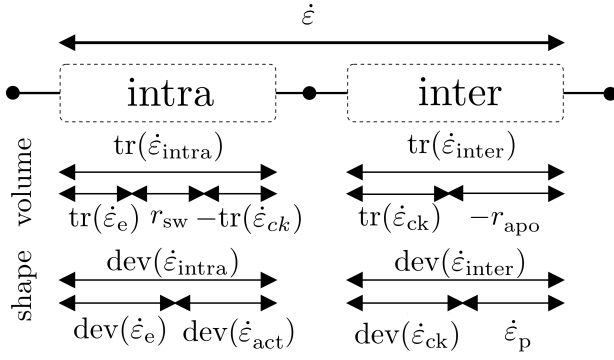 ε̇
intra inter
volume
tr(ε̇_intra) tr(ε̇_inter)
tr(ε̇_e) r_sw −tr(ε̇_ck) tr(ε̇_ck) −r_apo
shape
dev(ε̇_intra) dev(ε̇_inter)
dev(ε̇_e) dev(ε̇_act) dev(ε̇_ck) ε̇_p